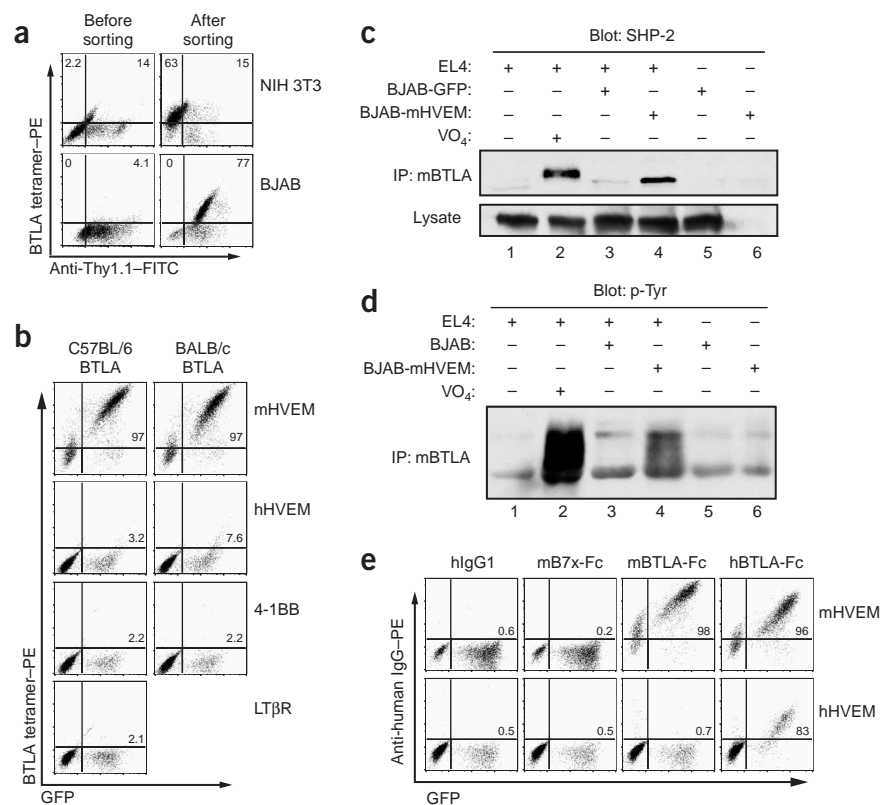 a
Before sorting
After sorting
2.2 14
63 15
NIH 3T3
0 4.1
0 77
BJAB
BTLA tetramer–PE
Anti-Thy1.1–FITC
b
C57BL/6 BTLA
BALB/c BTLA
97
97
mHVEM
3.2
7.6
hHVEM
2.2
2.2
4-1BB
2.1
LTβR
BTLA tetramer–PE
GFP
c
Blot: SHP-2
EL4: + + + + – –
BJAB-GFP: – – + – + –
BJAB-mHVEM: – – – + – +
VO4: – + – – – –
IP: mBTLA
Lysate
1 2 3 4 5 6
d
Blot: p-Tyr
EL4: + + + + – –
BJAB: – – + – + –
BJAB-mHVEM: – – – + – +
VO4: – + – – – –
IP: mBTLA
1 2 3 4 5 6
e
hIgG1 mB7x-Fc mBTLA-Fc hBTLA-Fc
0.6 0.2 98 96
mHVEM
0.5 0.5 0.7 83
hHVEM
Anti-human IgG–PE
GFP